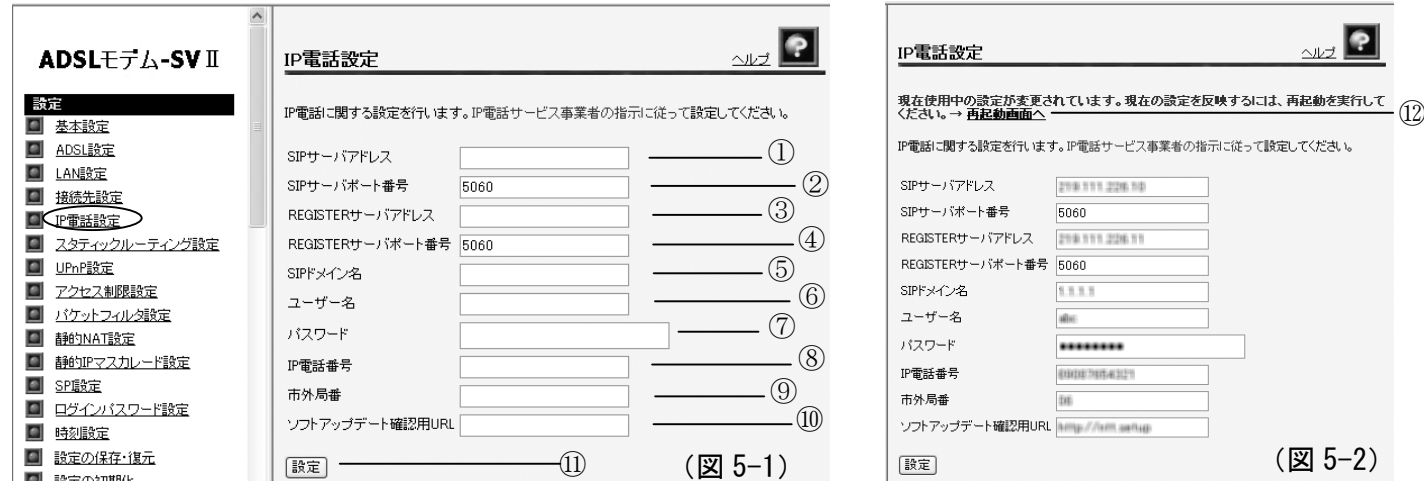 ADSLモデム-SVⅡ
設定
基本設定
ADSL設定
LAN設定
接続先設定
IP電話設定
スタティックルーティング設定
UPnP設定
アクセス制限設定
パケットフィルタ設定
静的NAT設定
静的IPマスカレード設定
SPI設定
ログインパスワード設定
時刻設定
設定の保存・復元
設定の初期化
IP電話設定
ヘルプ ?
IP電話に関する設定を行います。IP電話サービス事業者の指示に従って設定してください。
SIPサーバアドレス ①
SIPサーバポート番号 5060 ②
REGISTERサーバアドレス ③
REGISTERサーバポート番号 5060 ④
SIPドメイン名 ⑤
ユーザー名 ⑥
パスワード ⑦
IP電話番号 ⑧
市外局番 ⑨
ソフトアップデート確認用URL ⑩
設定 ⑪
(図 5-1)
IP電話設定
ヘルプ ?
現在使用中の設定が変更されています。現在の設定を反映するには、再起動を実行して
ください。→ 再起動画面へ ⑫
IP電話に関する設定を行います。IP電話サービス事業者の指示に従って設定してください。
SIPサーバアドレス
SIPサーバポート番号 5060
REGISTERサーバアドレス
REGISTERサーバポート番号 5060
SIPドメイン名 1.1.1.1
ユーザー名 abc
パスワード ●●●●●●●●
IP電話番号
市外局番 06
ソフトアップデート確認用URL
設定
(図 5-2)